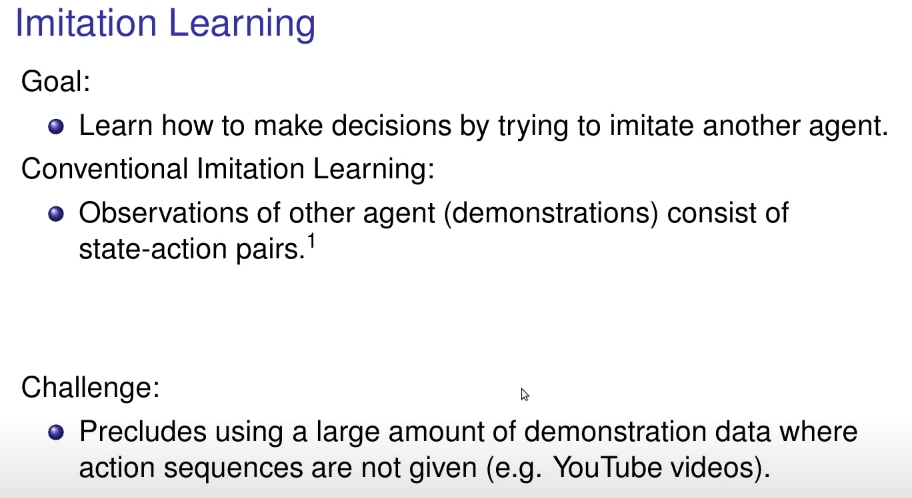 Imitation Learning
Goal:
Learn how to make decisions by trying to imitate another agent.
Conventional Imitation Learning:
Observations of other agent (demonstrations) consist of
state-action pairs.¹
Challenge:
Precludes using a large amount of demonstration data where
action sequences are not given (e.g. YouTube videos).